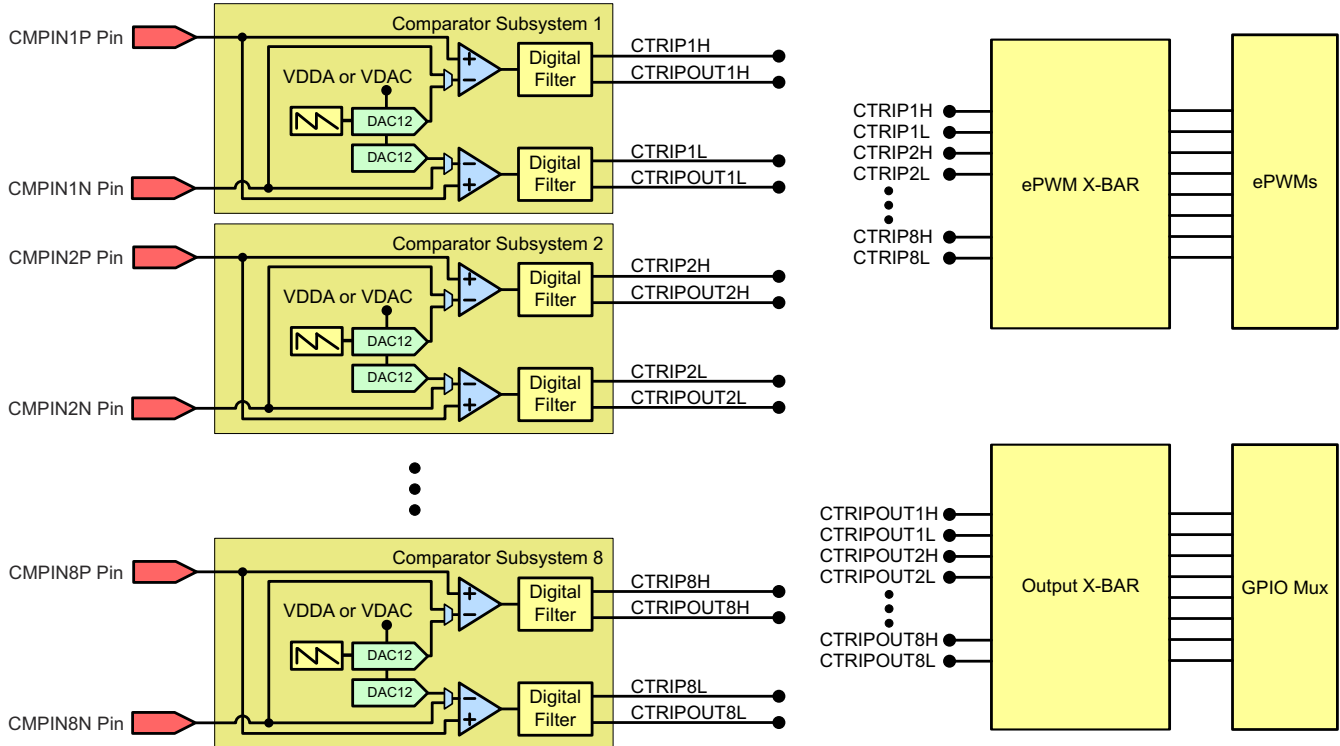 Comparator Subsystem 1
CMPIN1P Pin
VDDA or VDAC
DAC12
DAC12
Digital
Filter
Digital
Filter
CTRIP1H
CTRIPOUT1H
CTRIP1L
CTRIPOUT1L
CMPIN1N Pin
Comparator Subsystem 2
CMPIN2P Pin
VDDA or VDAC
DAC12
DAC12
Digital
Filter
Digital
Filter
CTRIP2H
CTRIPOUT2H
CTRIP2L
CTRIPOUT2L
CMPIN2N Pin
Comparator Subsystem 8
CMPIN8P Pin
VDDA or VDAC
DAC12
DAC12
Digital
Filter
Digital
Filter
CTRIP8H
CTRIPOUT8H
CTRIP8L
CTRIPOUT8L
CMPIN8N Pin
CTRIP1H
CTRIP1L
CTRIP2H
CTRIP2L
CTRIP8H
CTRIP8L
ePWM X-BAR
ePWMs
CTRIPOUT1H
CTRIPOUT1L
CTRIPOUT2H
CTRIPOUT2L
CTRIPOUT8H
CTRIPOUT8L
Output X-BAR
GPIO Mux